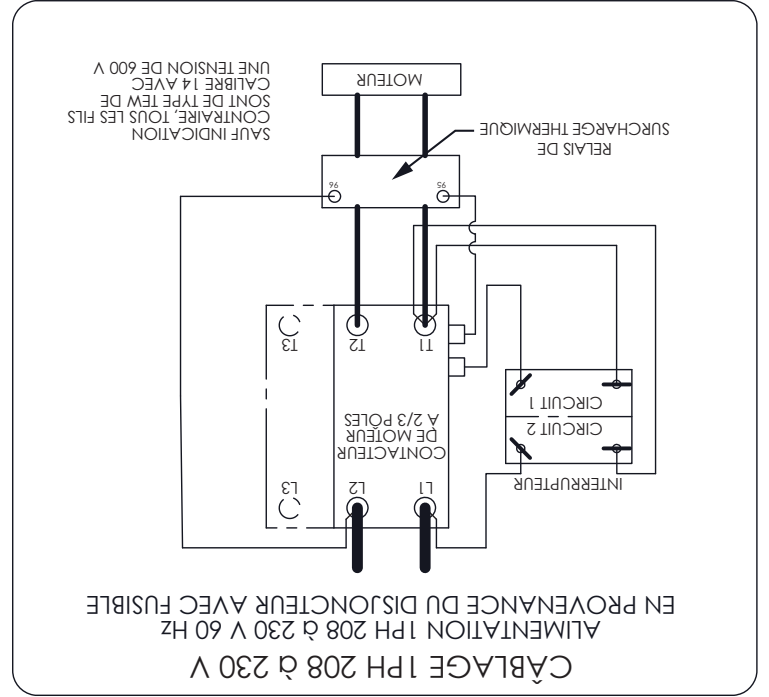 CÂBLAGE 1PH 208 à 230 V
ALIMENTATION 1PH 208 à 230 V 60 Hz
EN PROVENANCE DU DISJONCTEUR AVEC FUSIBLE
L1
L2
L3
INTERRUPTEUR
CIRCUIT 2
CIRCUIT 1
CONTACTEUR
DE MOTEUR
À 2/3 PÔLES
T1
T2
T3
95
96
RELAIS DE
SURCHARGE THERMIQUE
SAUF INDICATION
CONTRAIRE, TOUS LES FILS
SONT DE TYPE TEW DE
CALIBRE 14 AVEC
UNE TENSION DE 600 V
MOTEUR